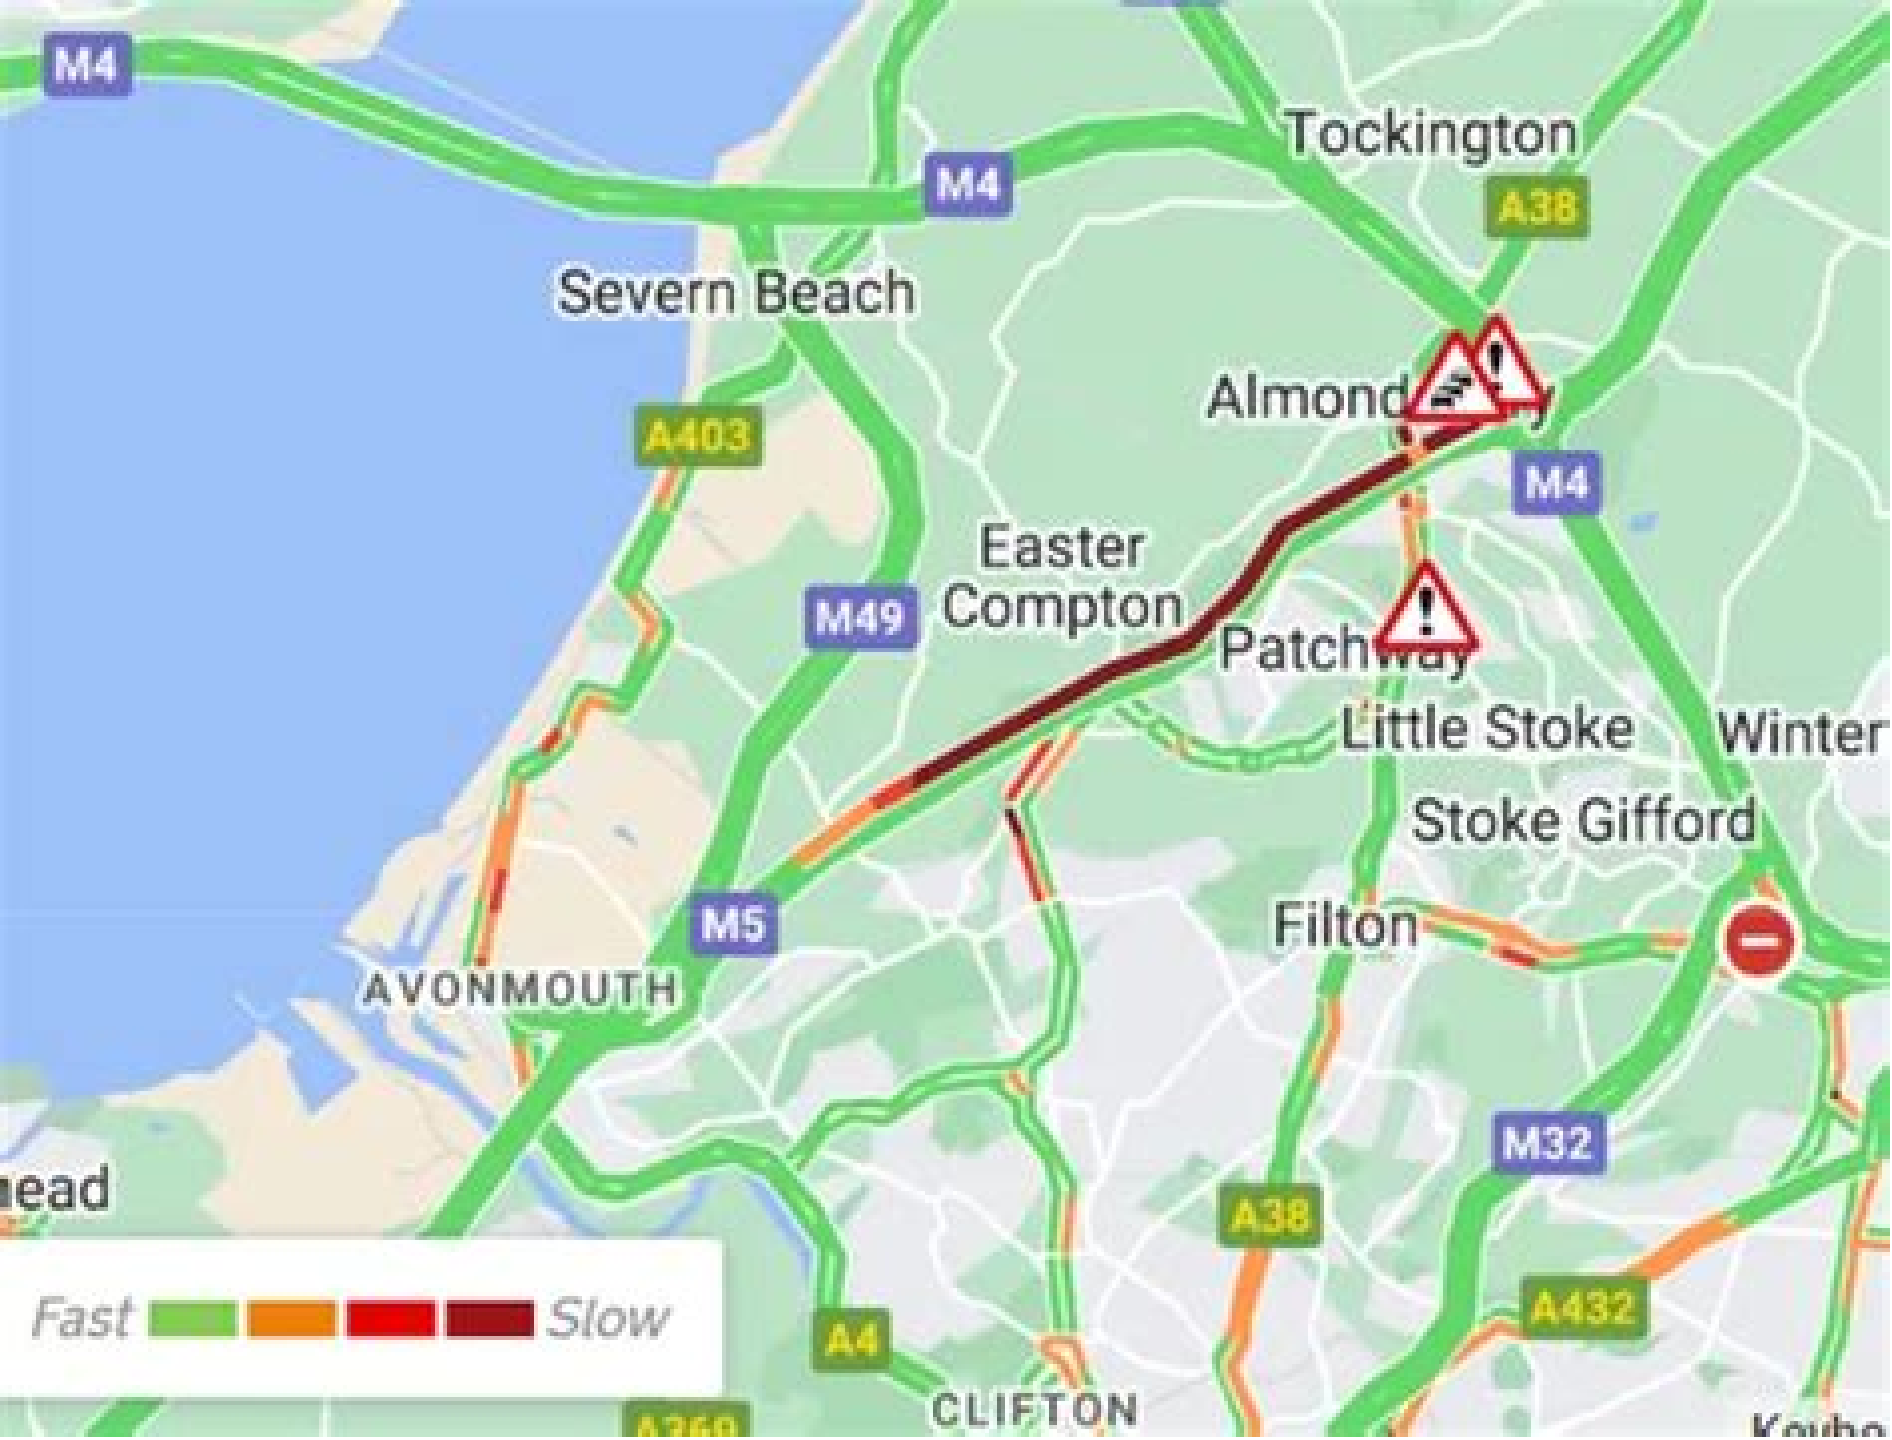 M4
Tockington
M4
A38
Severn Beach
Almond y
A403
M4
Easter
Compton
M49
Patchway
Little Stoke
Winter
Stoke Gifford
M5
Filton
AVONMOUTH
M32
ead
A38
Fast Slow
A432
A4
CLIFTON
A369